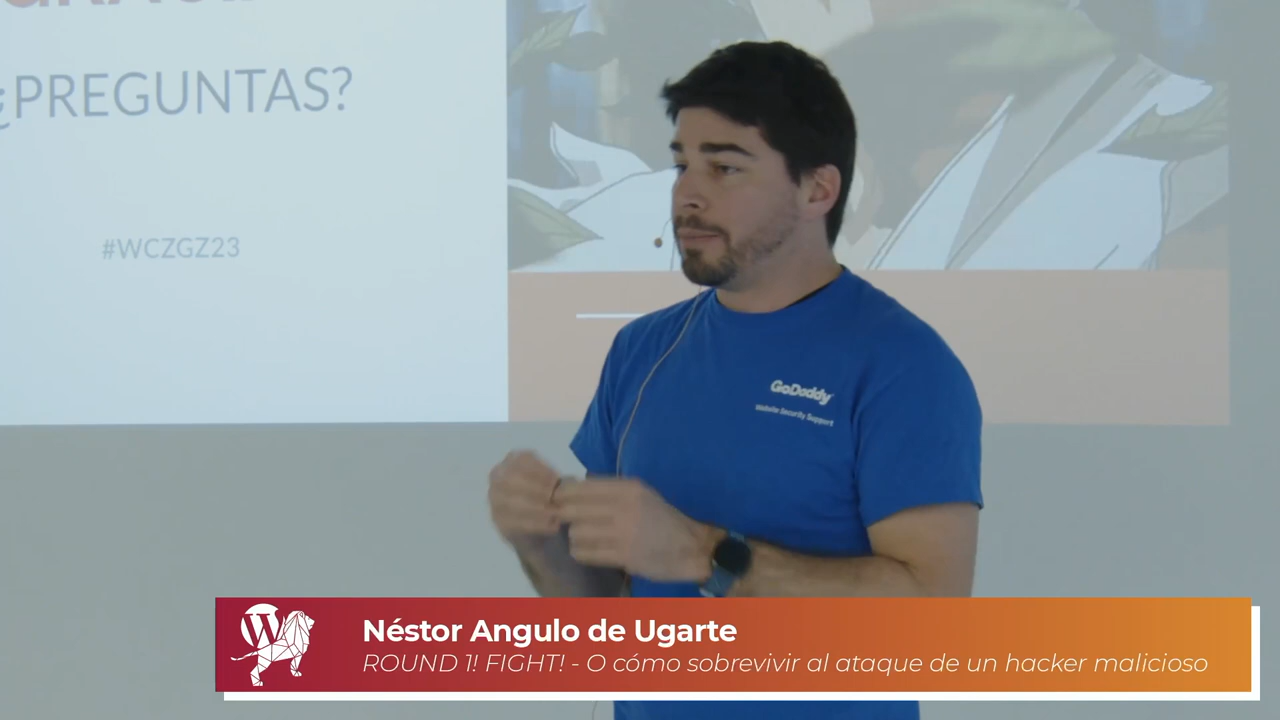 ¿PREGUNTAS?
#WCZGZ23
GoDaddy
Website Security Support
Néstor Angulo de Ugarte
ROUND 1! FIGHT! - O cómo sobrevivir al ataque de un hacker malicioso